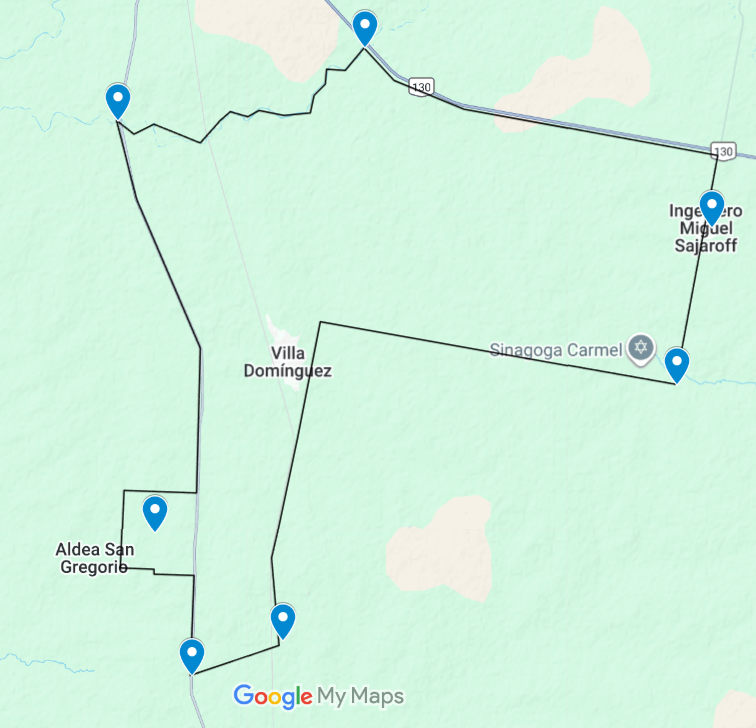 130
130
Ingeniero
Miguel
Sajaroff
Sinagoga Carmel
Villa
Domínguez
Aldea San
Gregorio
Google My Maps